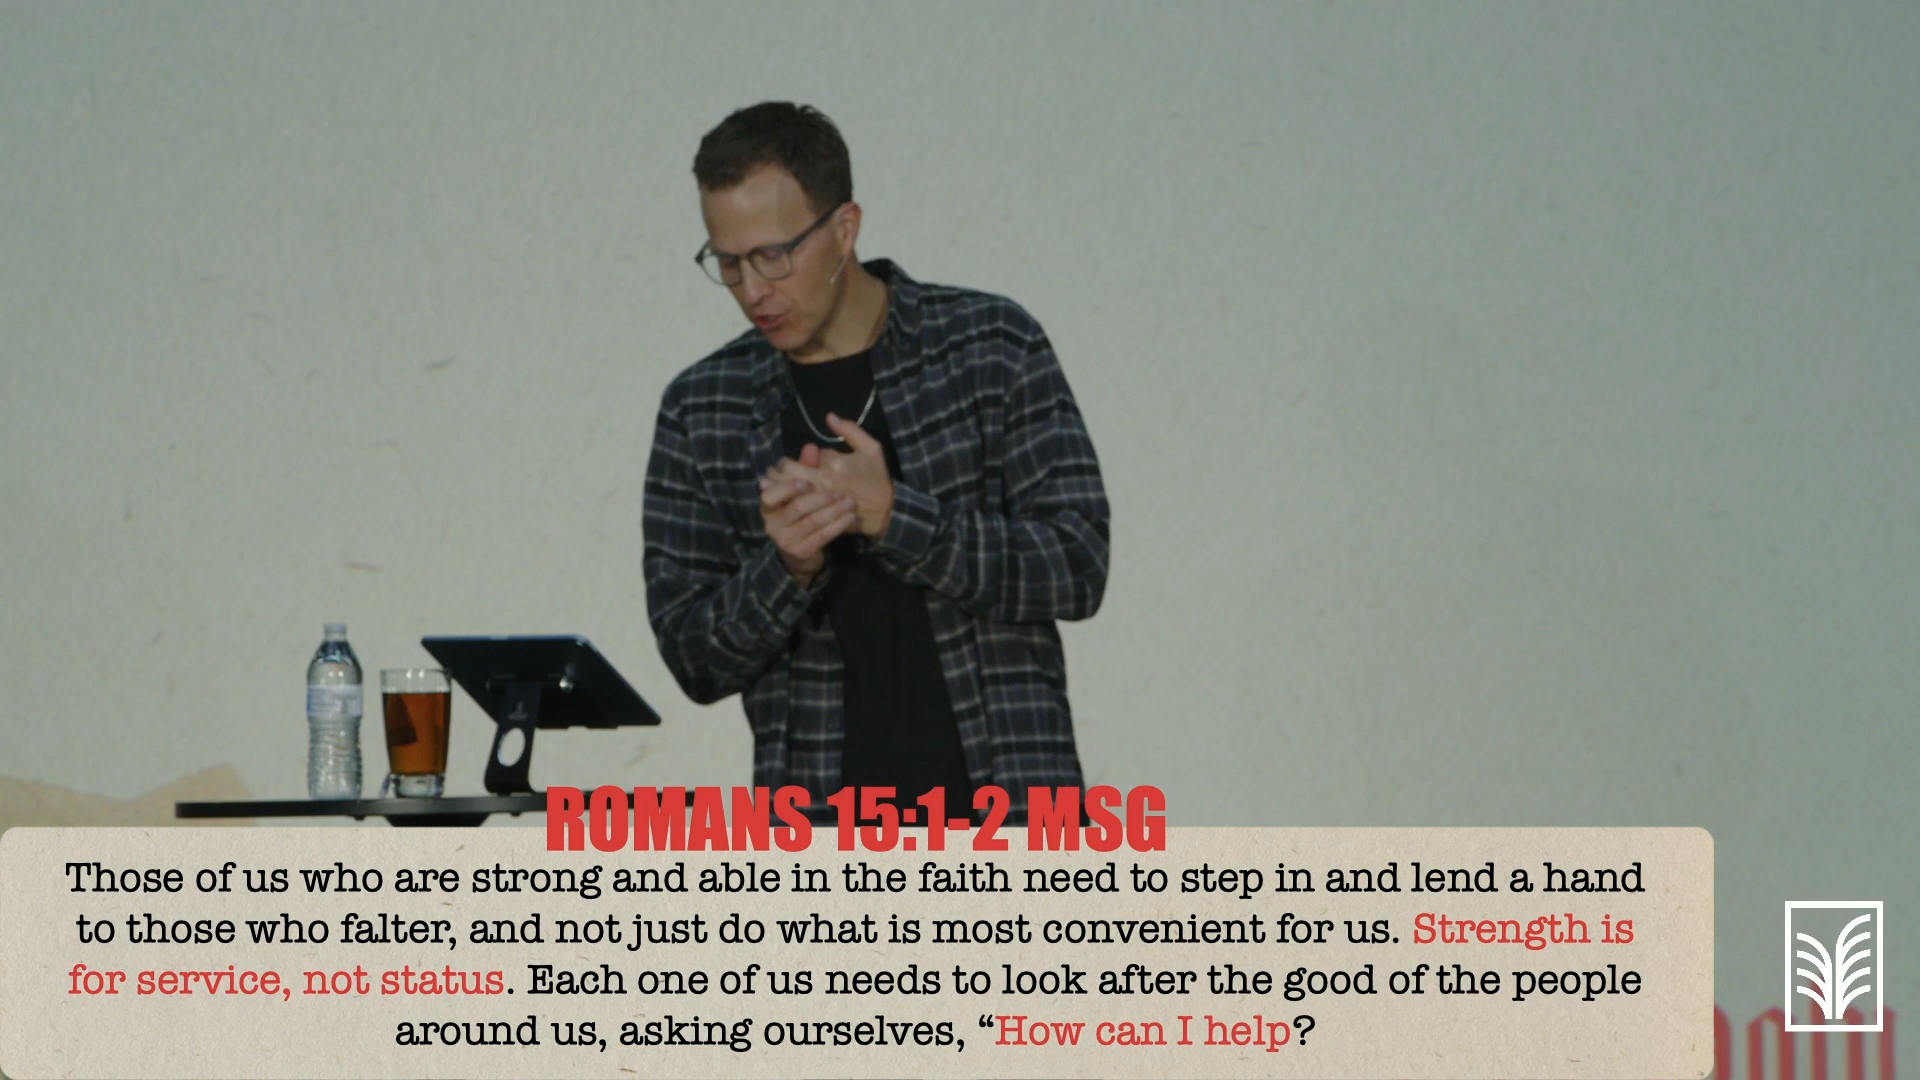 ROMANS 15:1-2 MSG
Those of us who are strong and able in the faith need to step in and lend a hand
to those who falter, and not just do what is most convenient for us. Strength is
for service, not status. Each one of us needs to look after the good of the people
around us, asking ourselves, “How can I help?